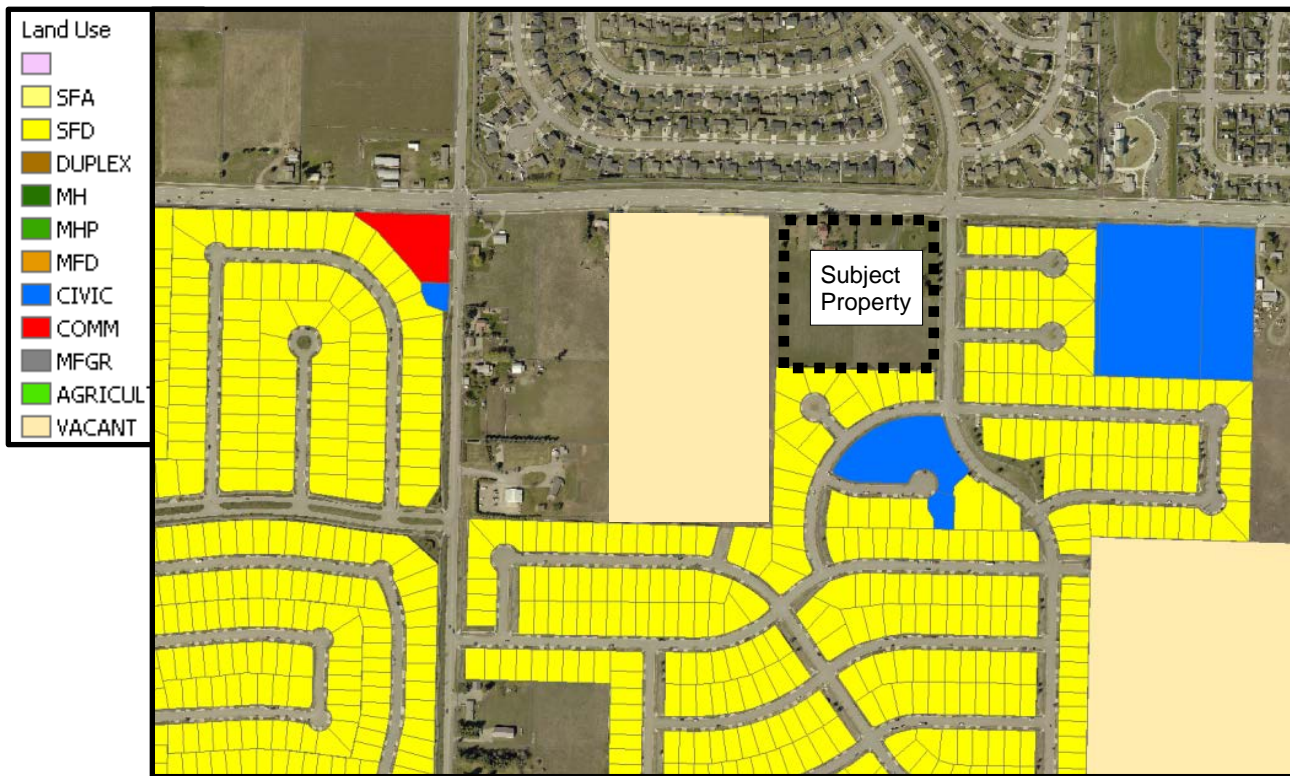 Land Use
SFA
SFD
DUPLEX
MH
MHP
MFD
CIVIC
COMM
MFGR
AGRICULT
VACANT
Subject
Property